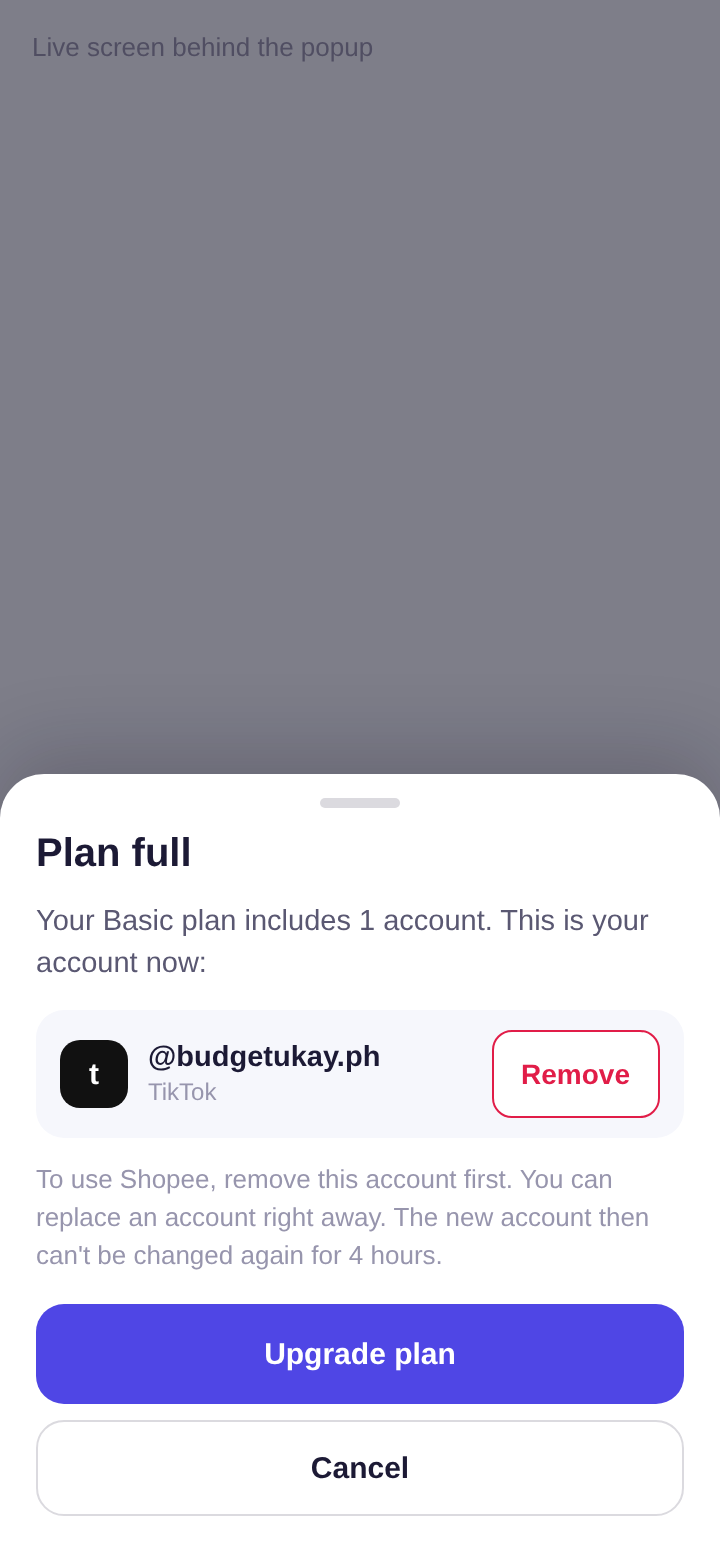 Live screen behind the popup
Plan full
Your Basic plan includes 1 account. This is your
account now:
t
@budgetukay.ph
TikTok
Remove
To use Shopee, remove this account first. You can
replace an account right away. The new account then
can't be changed again for 4 hours.
Upgrade plan
Cancel